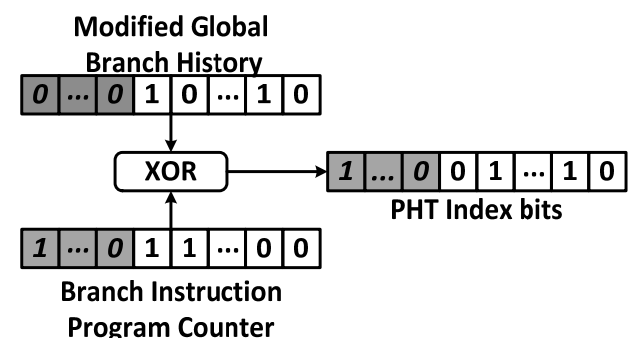 Modified Global
Branch History
0 ... 0 1 0 ... 1 0
XOR
1 ... 0 0 1 ... 1 0
PHT Index bits
1 ... 0 1 1 ... 0 0
Branch Instruction
Program Counter